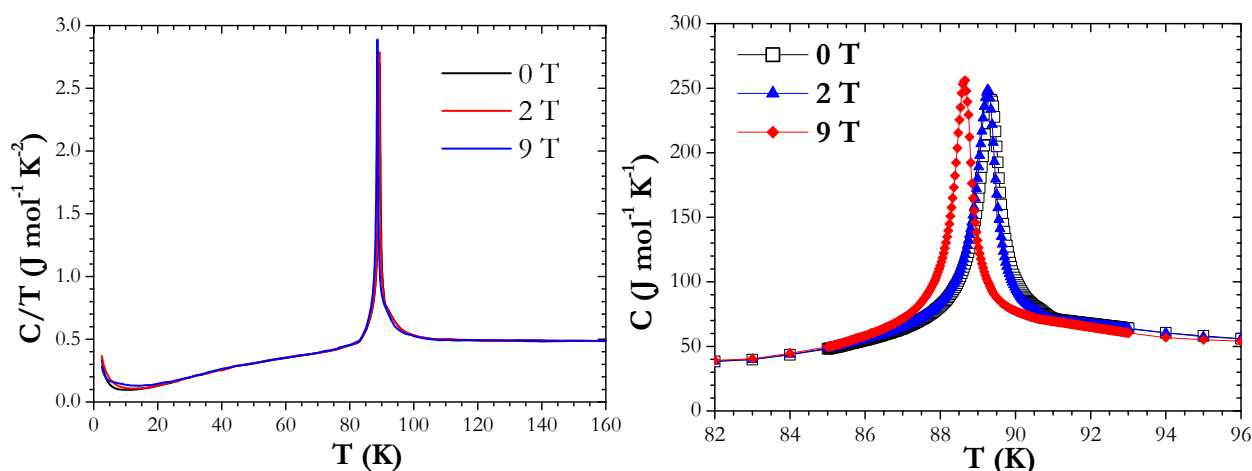 3.0
2.5
2.0
1.5
1.0
0.5
0.0
C/T (J mol⁻¹ K⁻²)
0 T
2 T
9 T
0 20 40 60 80 100 120 140 160
T (K)
300
250
200
150
100
50
0
C (J mol⁻¹ K⁻¹)
0 T
2 T
9 T
82 84 86 88 90 92 94 96
T (K)